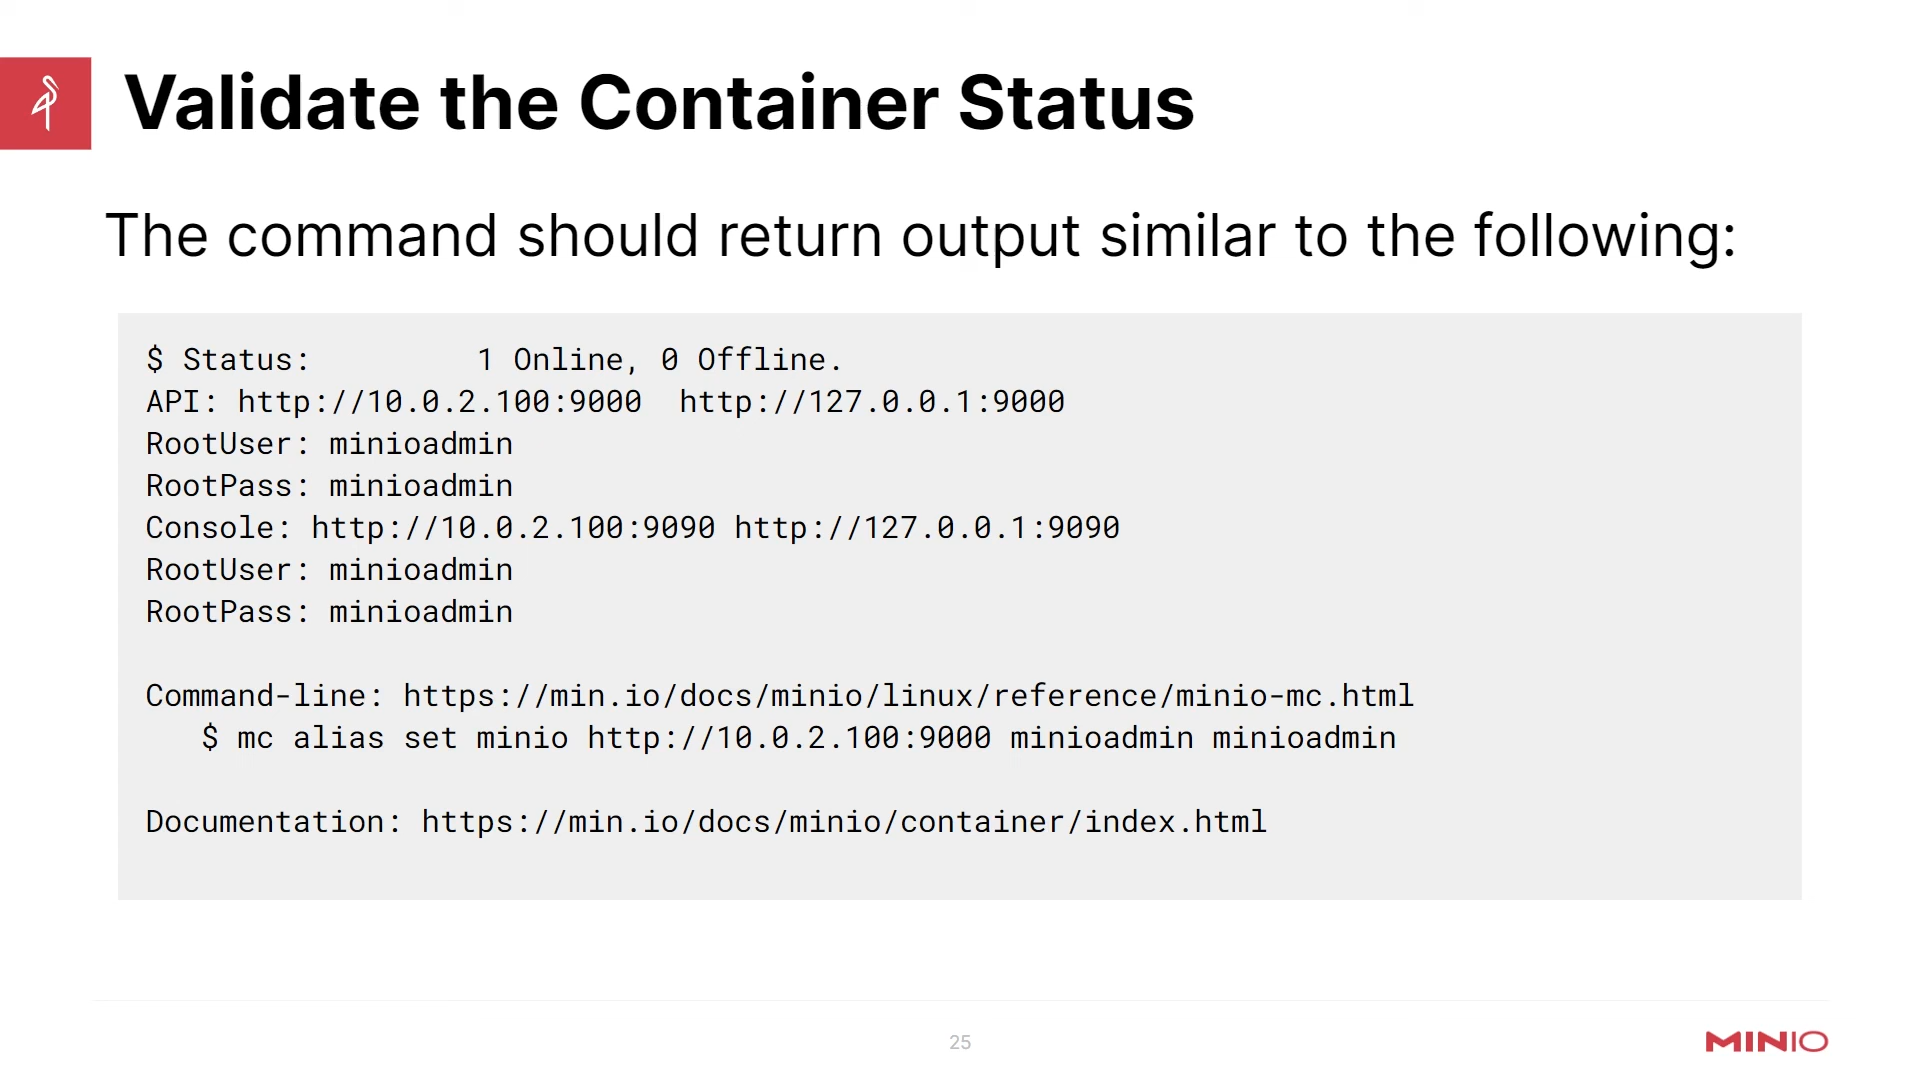 Validate the Container Status
The command should return output similar to the following:
$ Status:         1 Online, 0 Offline.
API: http://10.0.2.100:9000  http://127.0.0.1:9000
RootUser: minioadmin
RootPass: minioadmin
Console: http://10.0.2.100:9090 http://127.0.0.1:9090
RootUser: minioadmin
RootPass: minioadmin
Command-line: https://min.io/docs/minio/linux/reference/minio-mc.html
   $ mc alias set minio http://10.0.2.100:9000 minioadmin minioadmin
Documentation: https://min.io/docs/minio/container/index.html
25
MINIO